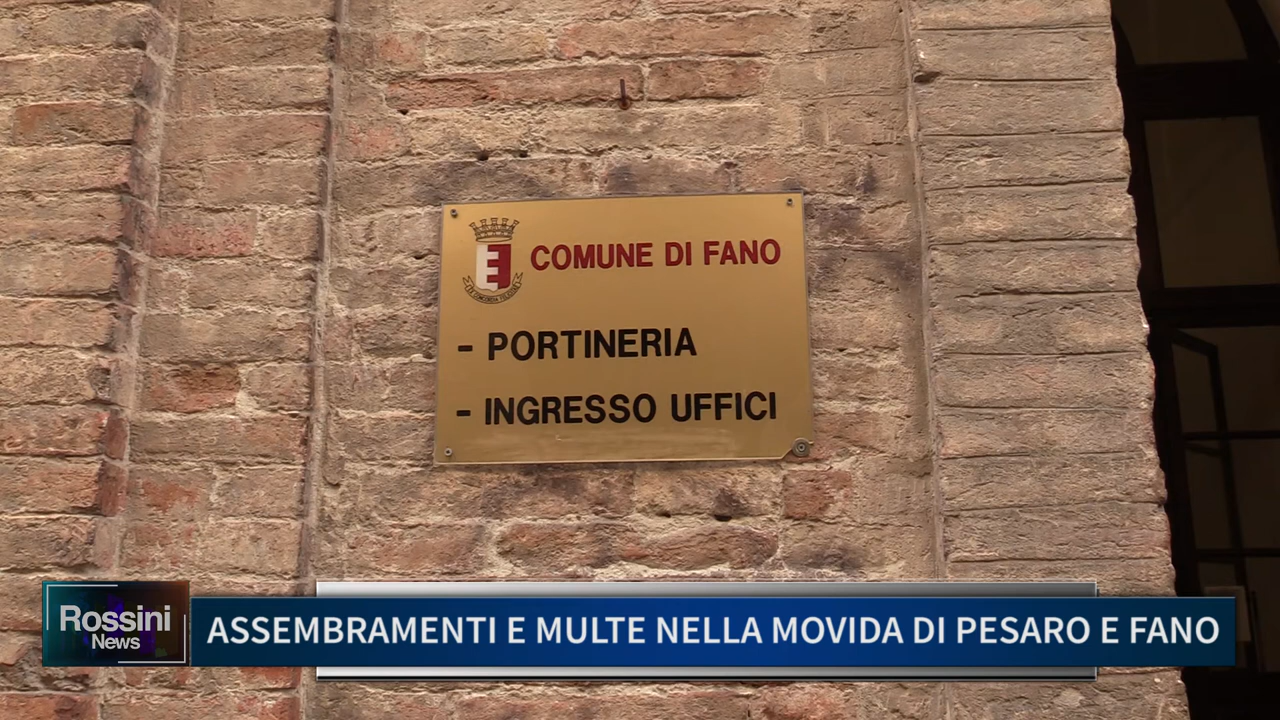 COMUNE DI FANO
- PORTINERIA
- INGRESSO UFFICI
Rossini
News
ASSEMBRAMENTI E MULTE NELLA MOVIDA DI PESARO E FANO